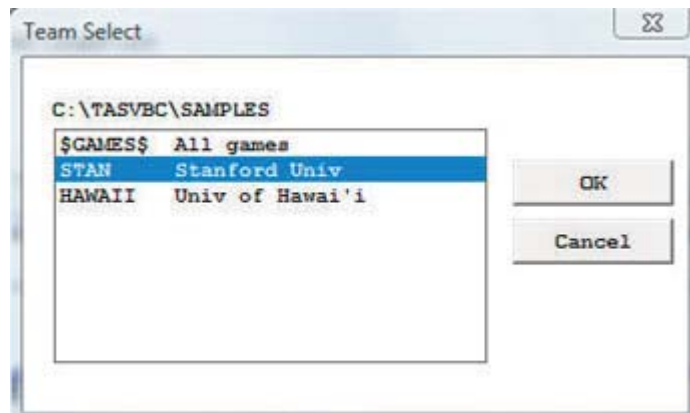 Team Select
C:\TASVBC\SAMPLES
$GAMES$ All games
STAN Stanford Univ
HAWAII Univ of Hawai'i
OK
Cancel